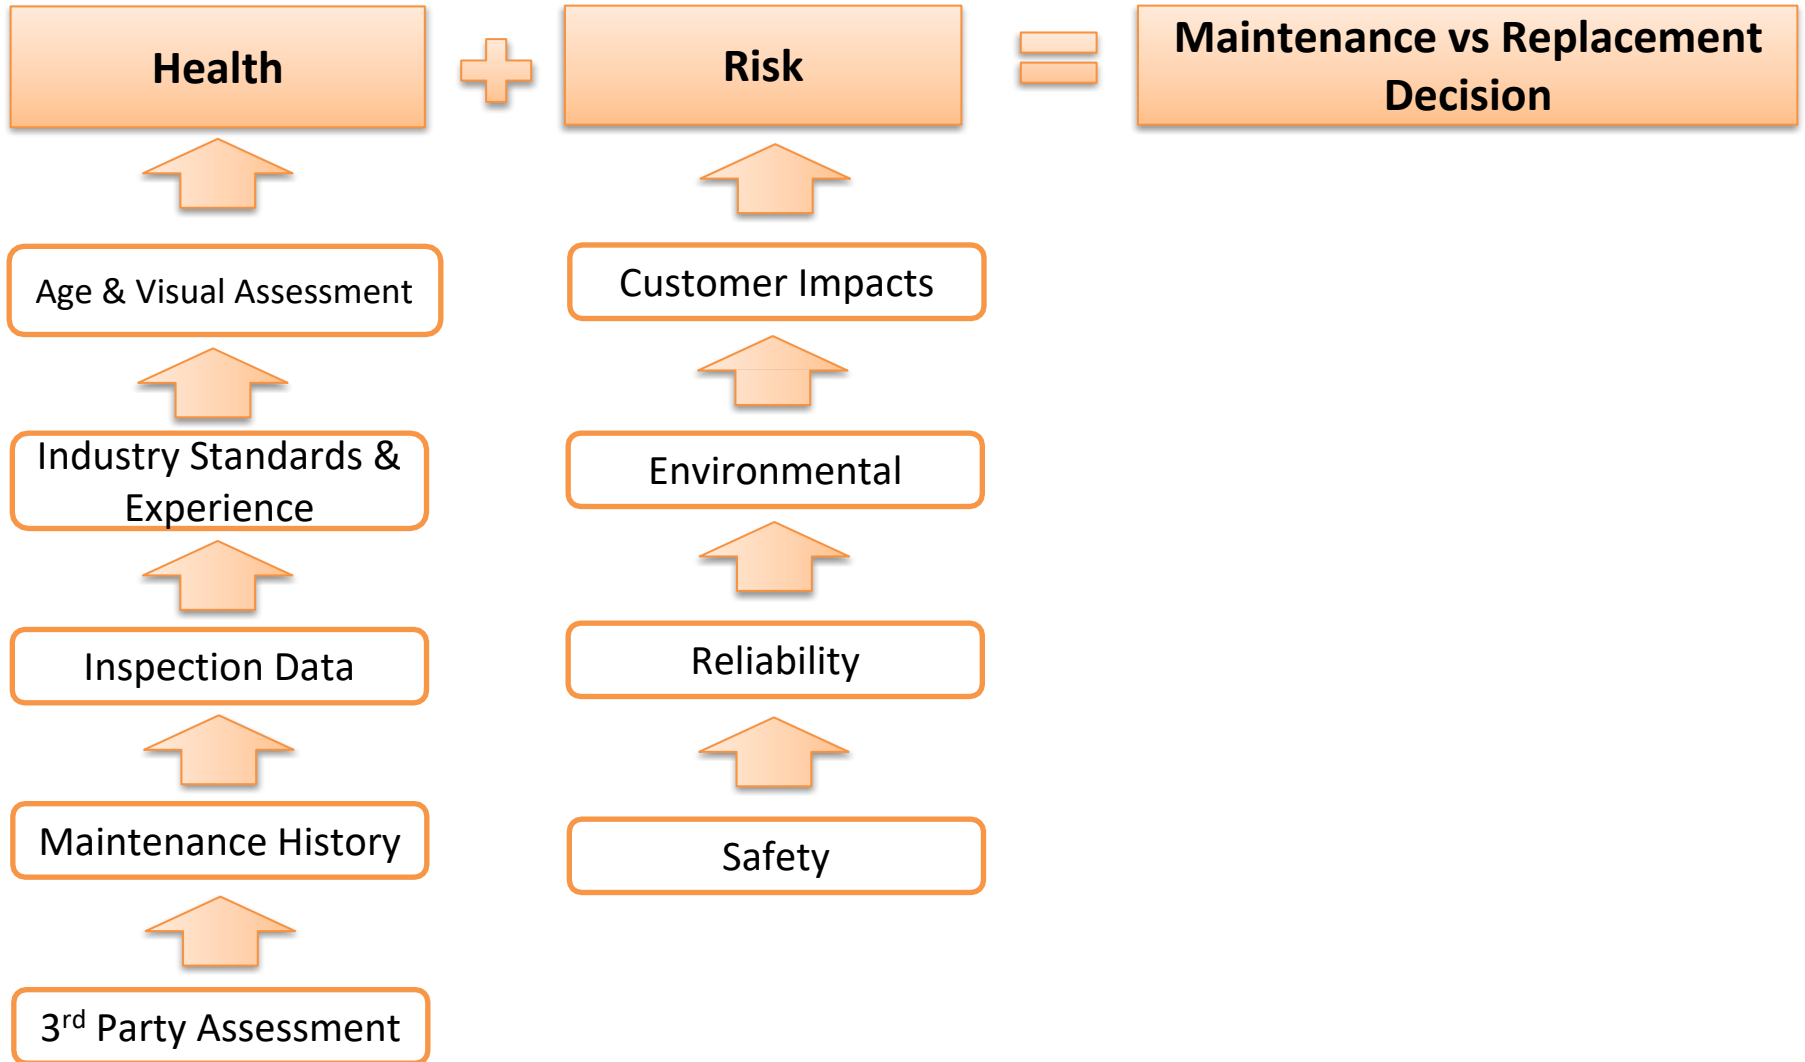 Health
Risk
Maintenance vs Replacement
Decision
Age & Visual Assessment
Industry Standards &
Experience
Inspection Data
Maintenance History
3rd Party Assessment
Customer Impacts
Environmental
Reliability
Safety